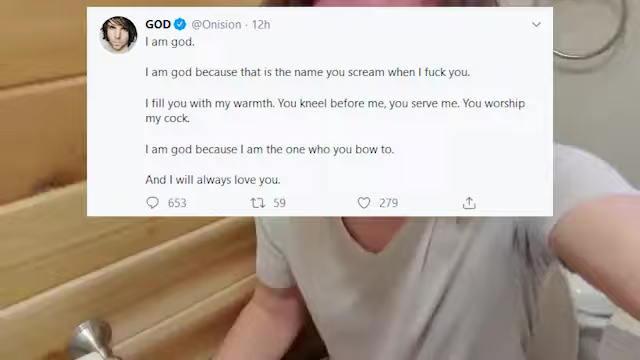 GOD @Onision · 12h
I am god.
I am god because that is the name you scream when I fuck you.
I fill you with my warmth. You kneel before me, you serve me. You worship
my cock.
I am god because I am the one who you bow to.
And I will always love you.
653 59 279